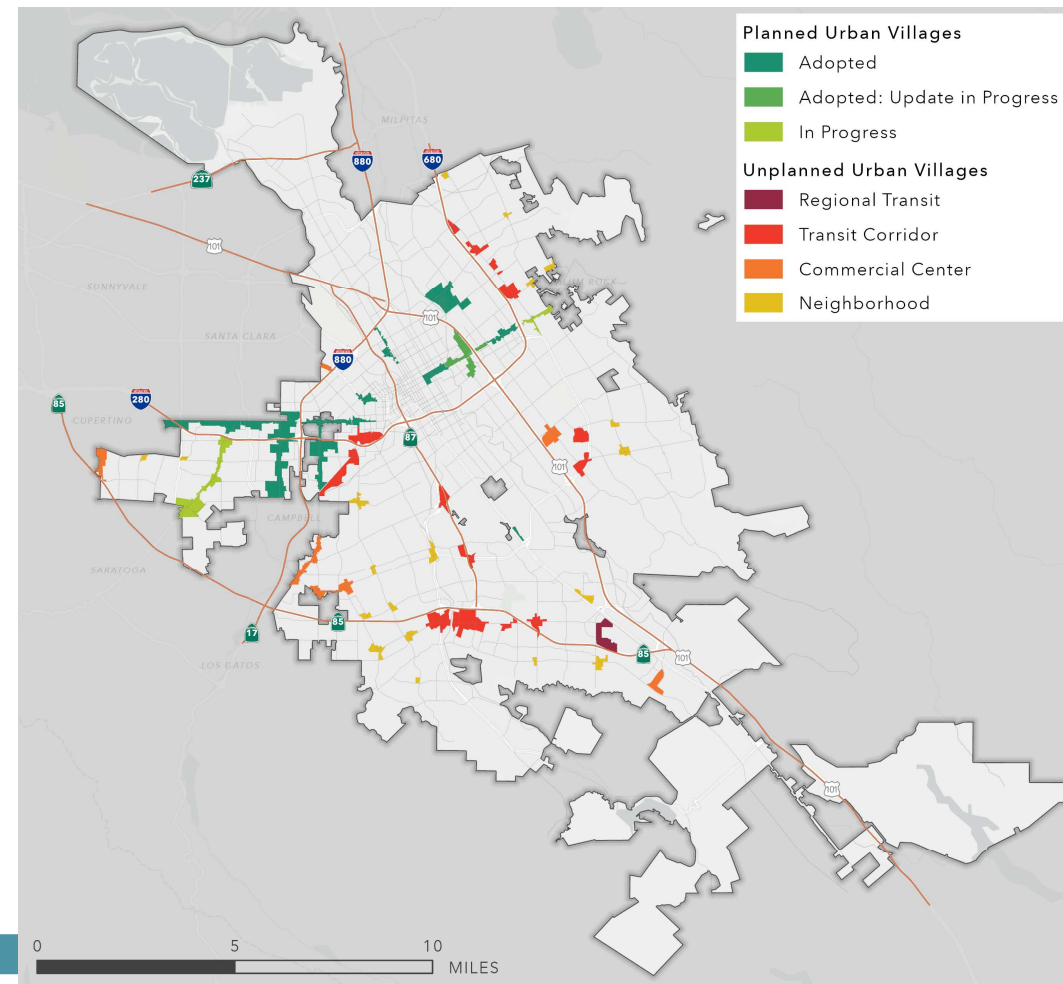 Planned Urban Villages
Adopted
Adopted: Update in Progress
In Progress
Unplanned Urban Villages
Regional Transit
Transit Corridor
Commercial Center
Neighborhood
MILPITAS
880
680
237
101
SUNNYVALE
101
SANTA CLARA
880
85
280
CUPERTINO
87
101
CAMPBELL
SARATOGA
17
85
85
101
LOS GATOS
101
0 5 10
MILES